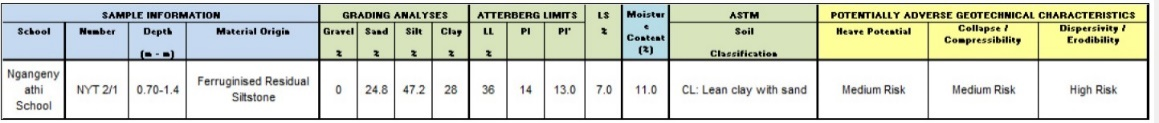 SAMPLE INFORMATION GRADING ANALYSES ATTERBERG LIMITS LS Moistur ASTM POTENTIALLY ADVERSE GEOTECHNICAL CHARACTERISTICS
School Number Depth Material Origin Gravel Sand Silt Clay LL PI PI' % e Content Soil Heave Potential Collapse / Compressibility Dispersivity / Erodibility
(m - m) % % % % % (%) Classification
Ngangeny
athi
School NYT 2/1 0.70-1.4 Ferruginised Residual Siltstone 0 24.8 47.2 28 36 14 13.0 7.0 11.0 CL: Lean clay with sand Medium Risk Medium Risk High Risk